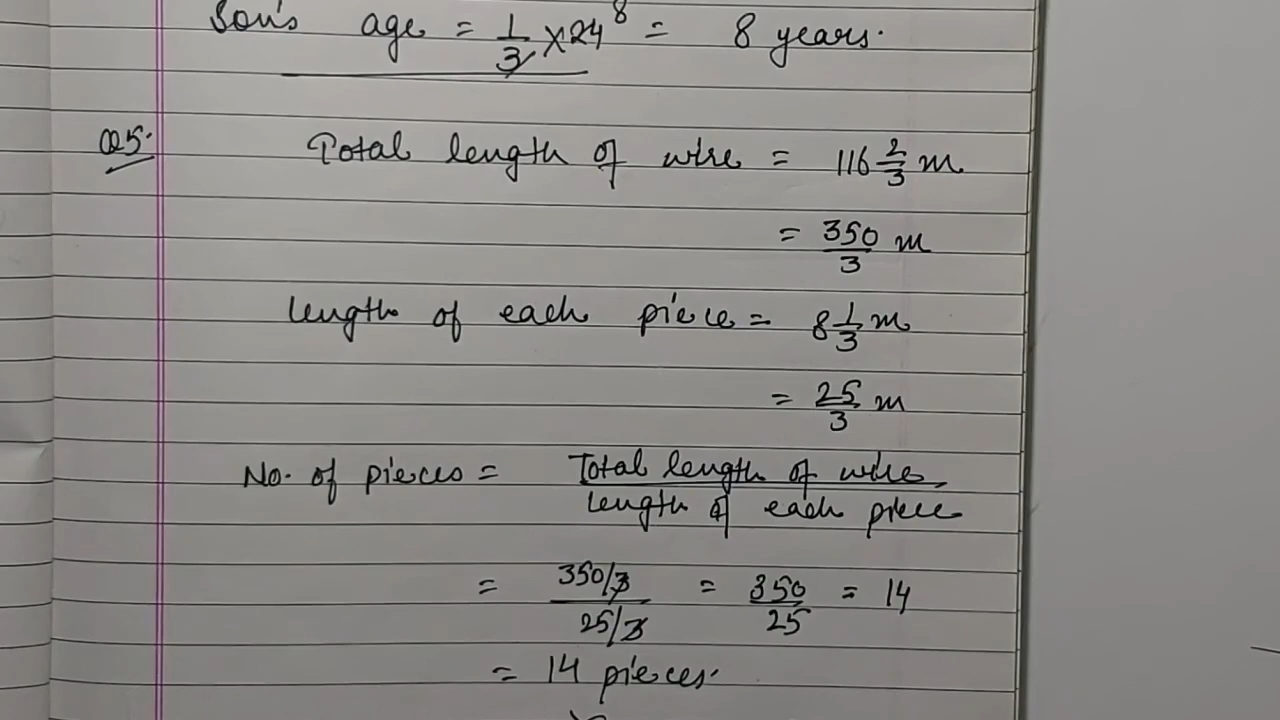 Son's age = 1/3 × 24 8 = 8 years.
Q5. Total length of wire = 116 2/3 m
= 350/3 m
length of each piece = 8 1/3 m
= 25/3 m
No. of pieces = Total length of wire / length of each piece
= 350/3 / 25/3 = 350/25 = 14
= 14 pieces.